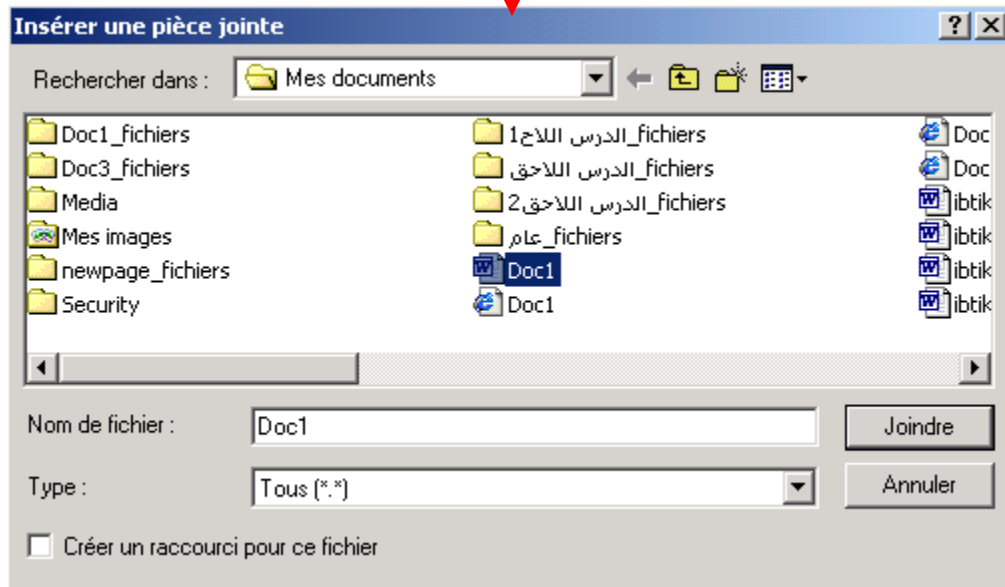 Insérer une pièce jointe
Rechercher dans :
Mes documents
Doc1_fichiers
Doc3_fichiers
Media
Mes images
newpage_fichiers
Security
الدرس اللاح1_fichiers
الدرس اللاحق_fichiers
الدرس اللاحق2_fichiers
عام_fichiers
Doc1
Doc1
Doc
Doc
ibtik
ibtik
ibtik
ibtik
Nom de fichier :
Doc1
Joindre
Type :
Tous (*.*)
Annuler
Créer un raccourci pour ce fichier